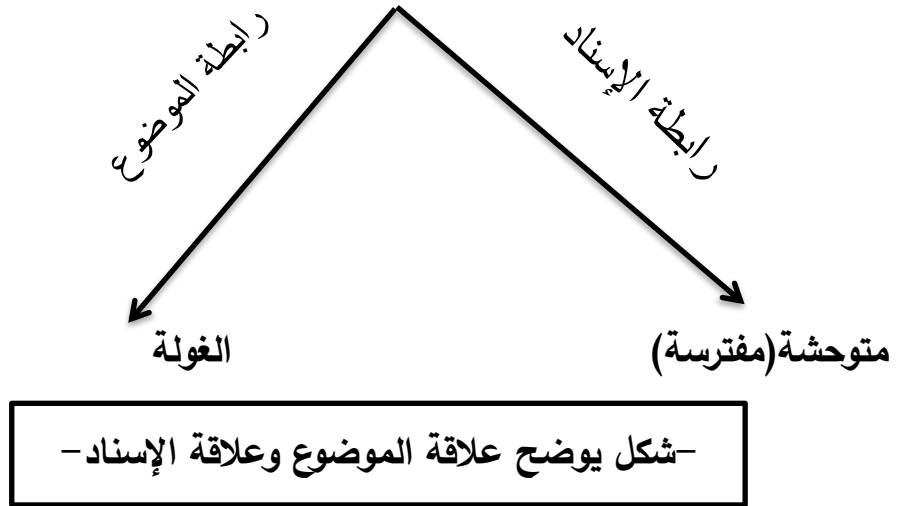 رابطة الإسناد
رابطة الموضوع
متوحشة(مفترسة)
الغولة
-شكل يوضح علاقة الموضوع وعلاقة الإسناد-